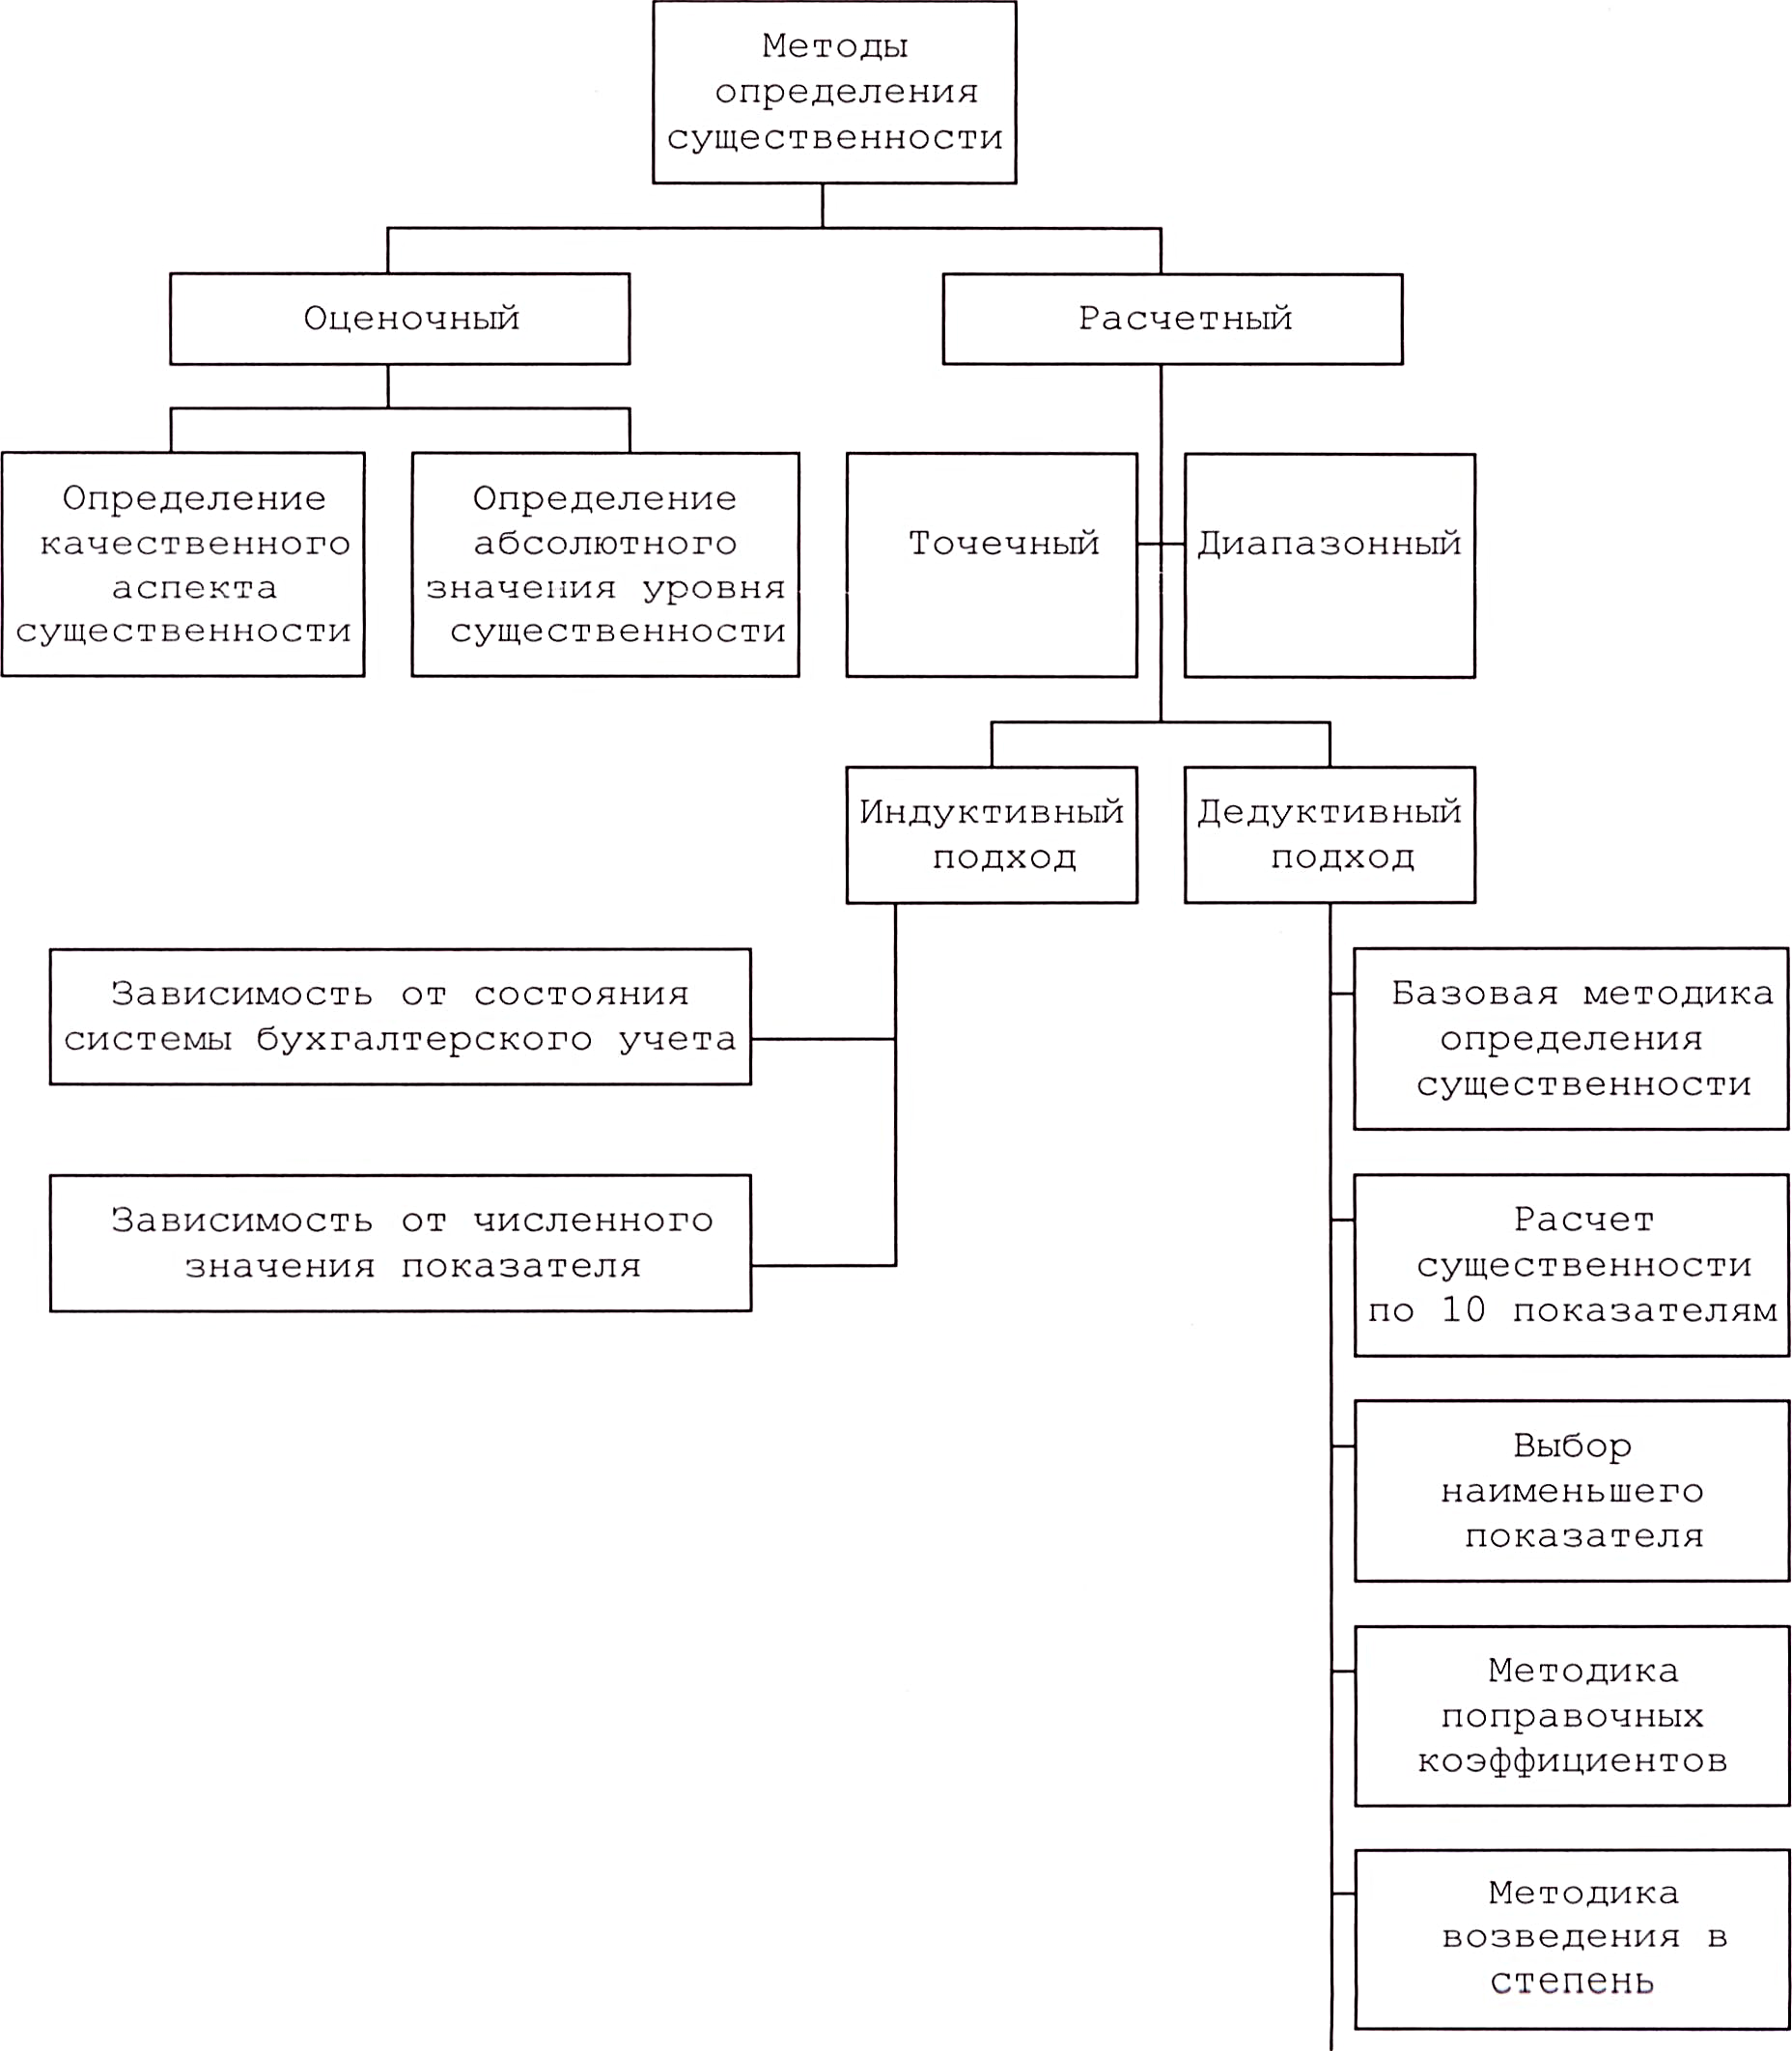 Методы
определения
существенности
Оценочный
Расчетный
Определение
качественного
аспекта
существенности
Определение
абсолютного
значения уровня
существенности
Точечный
Диапазонный
Индуктивный
подход
Дедуктивный
подход
Зависимость от состояния
системы бухгалтерского учета
Зависимость от численного
значения показателя
Базовая методика
определения
существенности
Расчет
существенности
по 10 показателям
Выбор
наименьшего
показателя
Методика
поправочных
коэффициентов
Методика
возведения в
степень